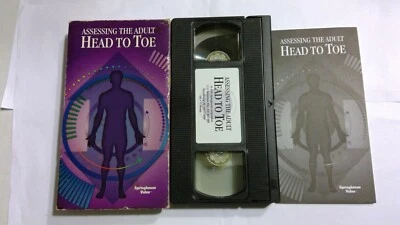 ASSESSING THE ADULT
HEAD TO TOE
Springhouse
Video
ASSESSING THE ADULT
HEAD TO TOE
ASSESSING THE ADULT
HEAD TO TOE
Springhouse
Video